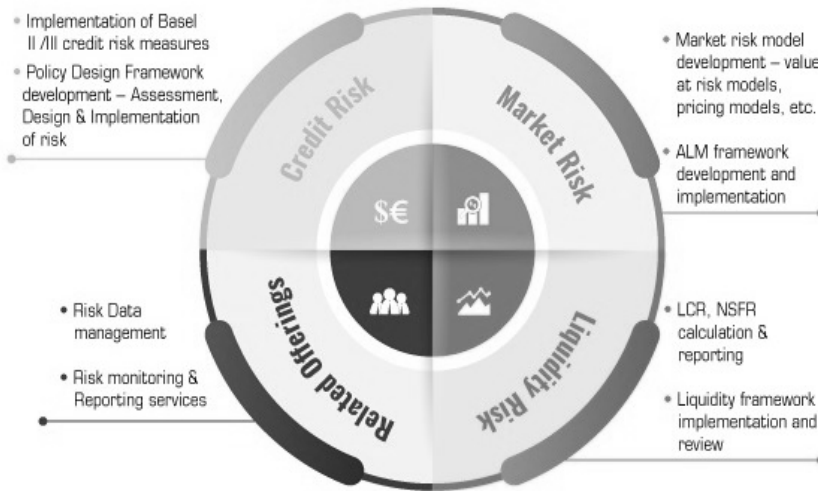 • Implementation of Basel
II /III credit risk measures
• Policy Design Framework
development – Assessment,
Design & Implementation
of risk
Credit Risk
Market Risk
• Market risk model
development – value
at risk models,
pricing models, etc.
• ALM framework
development and
implementation
$€
• Risk Data
management
• Risk monitoring &
Reporting services
Related Offerings
Liquidity Risk
• LCR, NSFR
calculation &
reporting
• Liquidity framework
implementation and
review